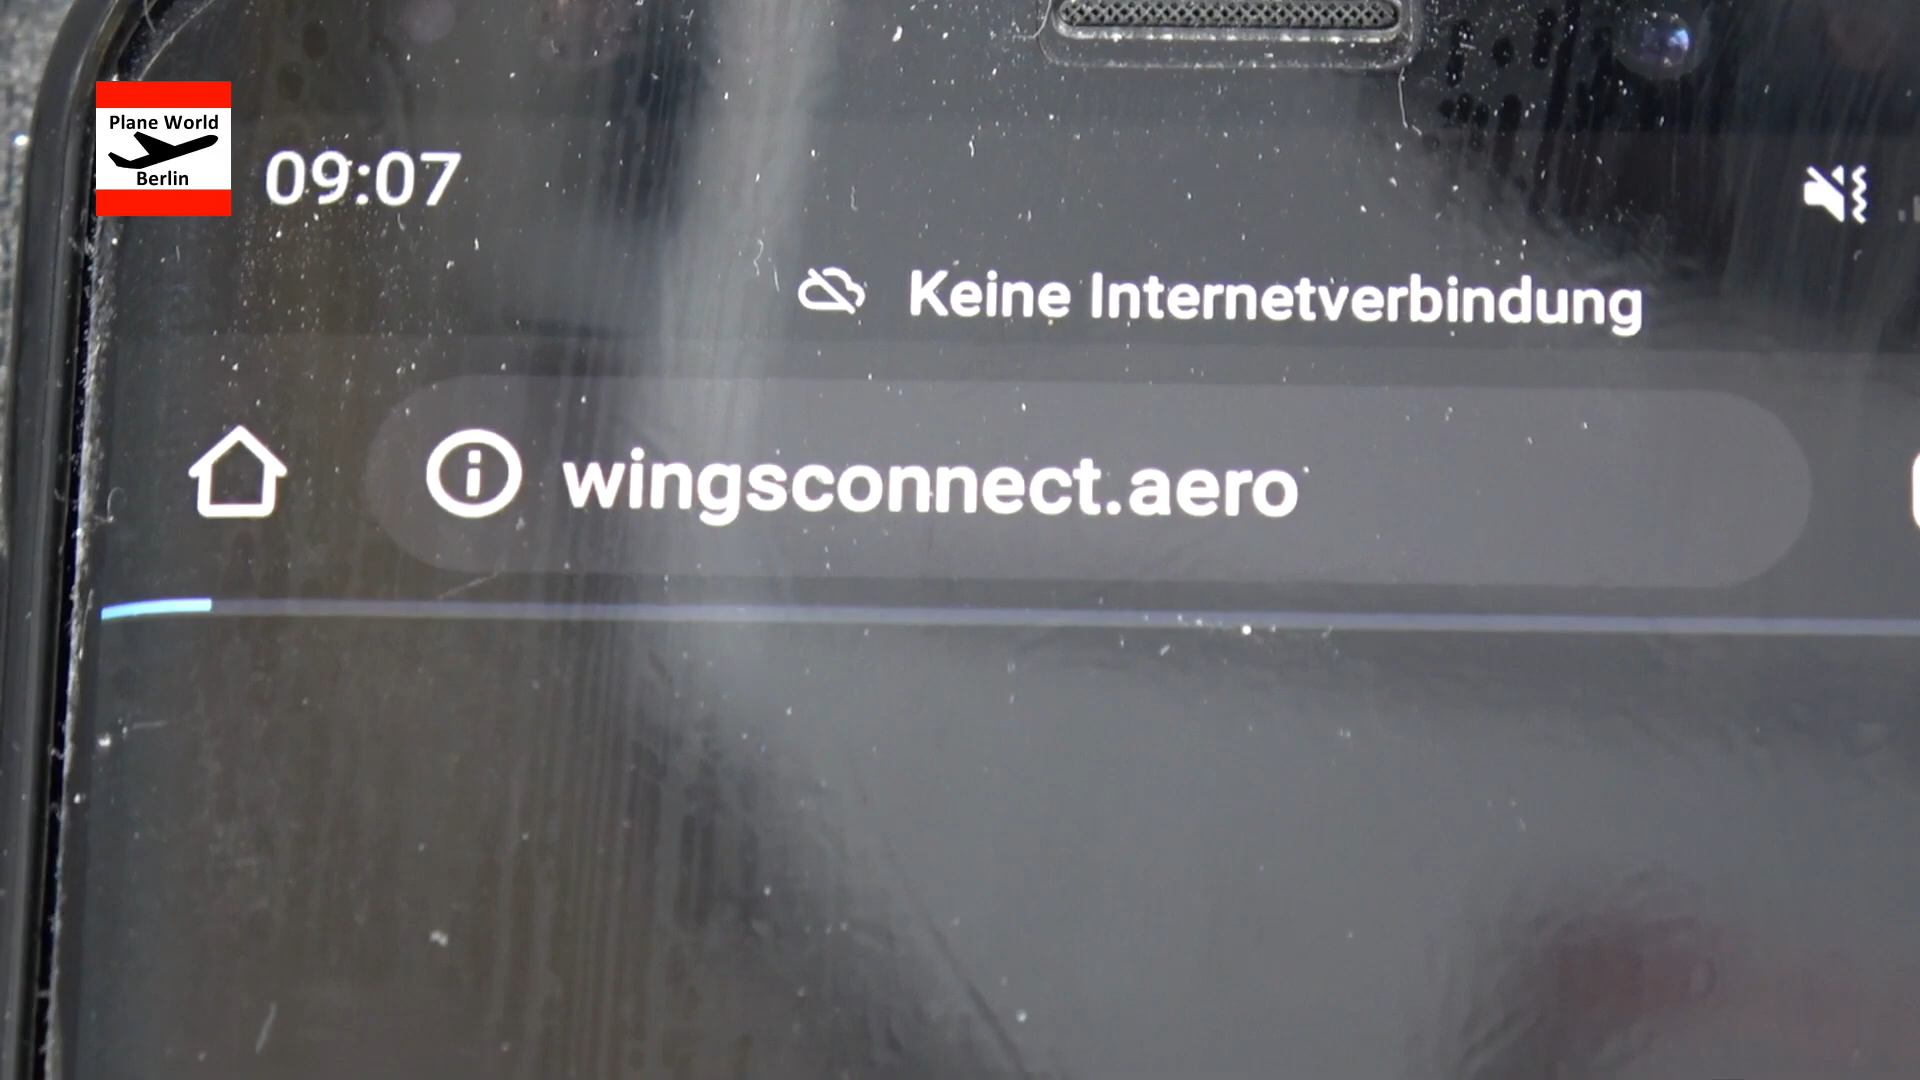 Plane World
Berlin
09:07
Keine Internetverbindung
wingsconnect.aero